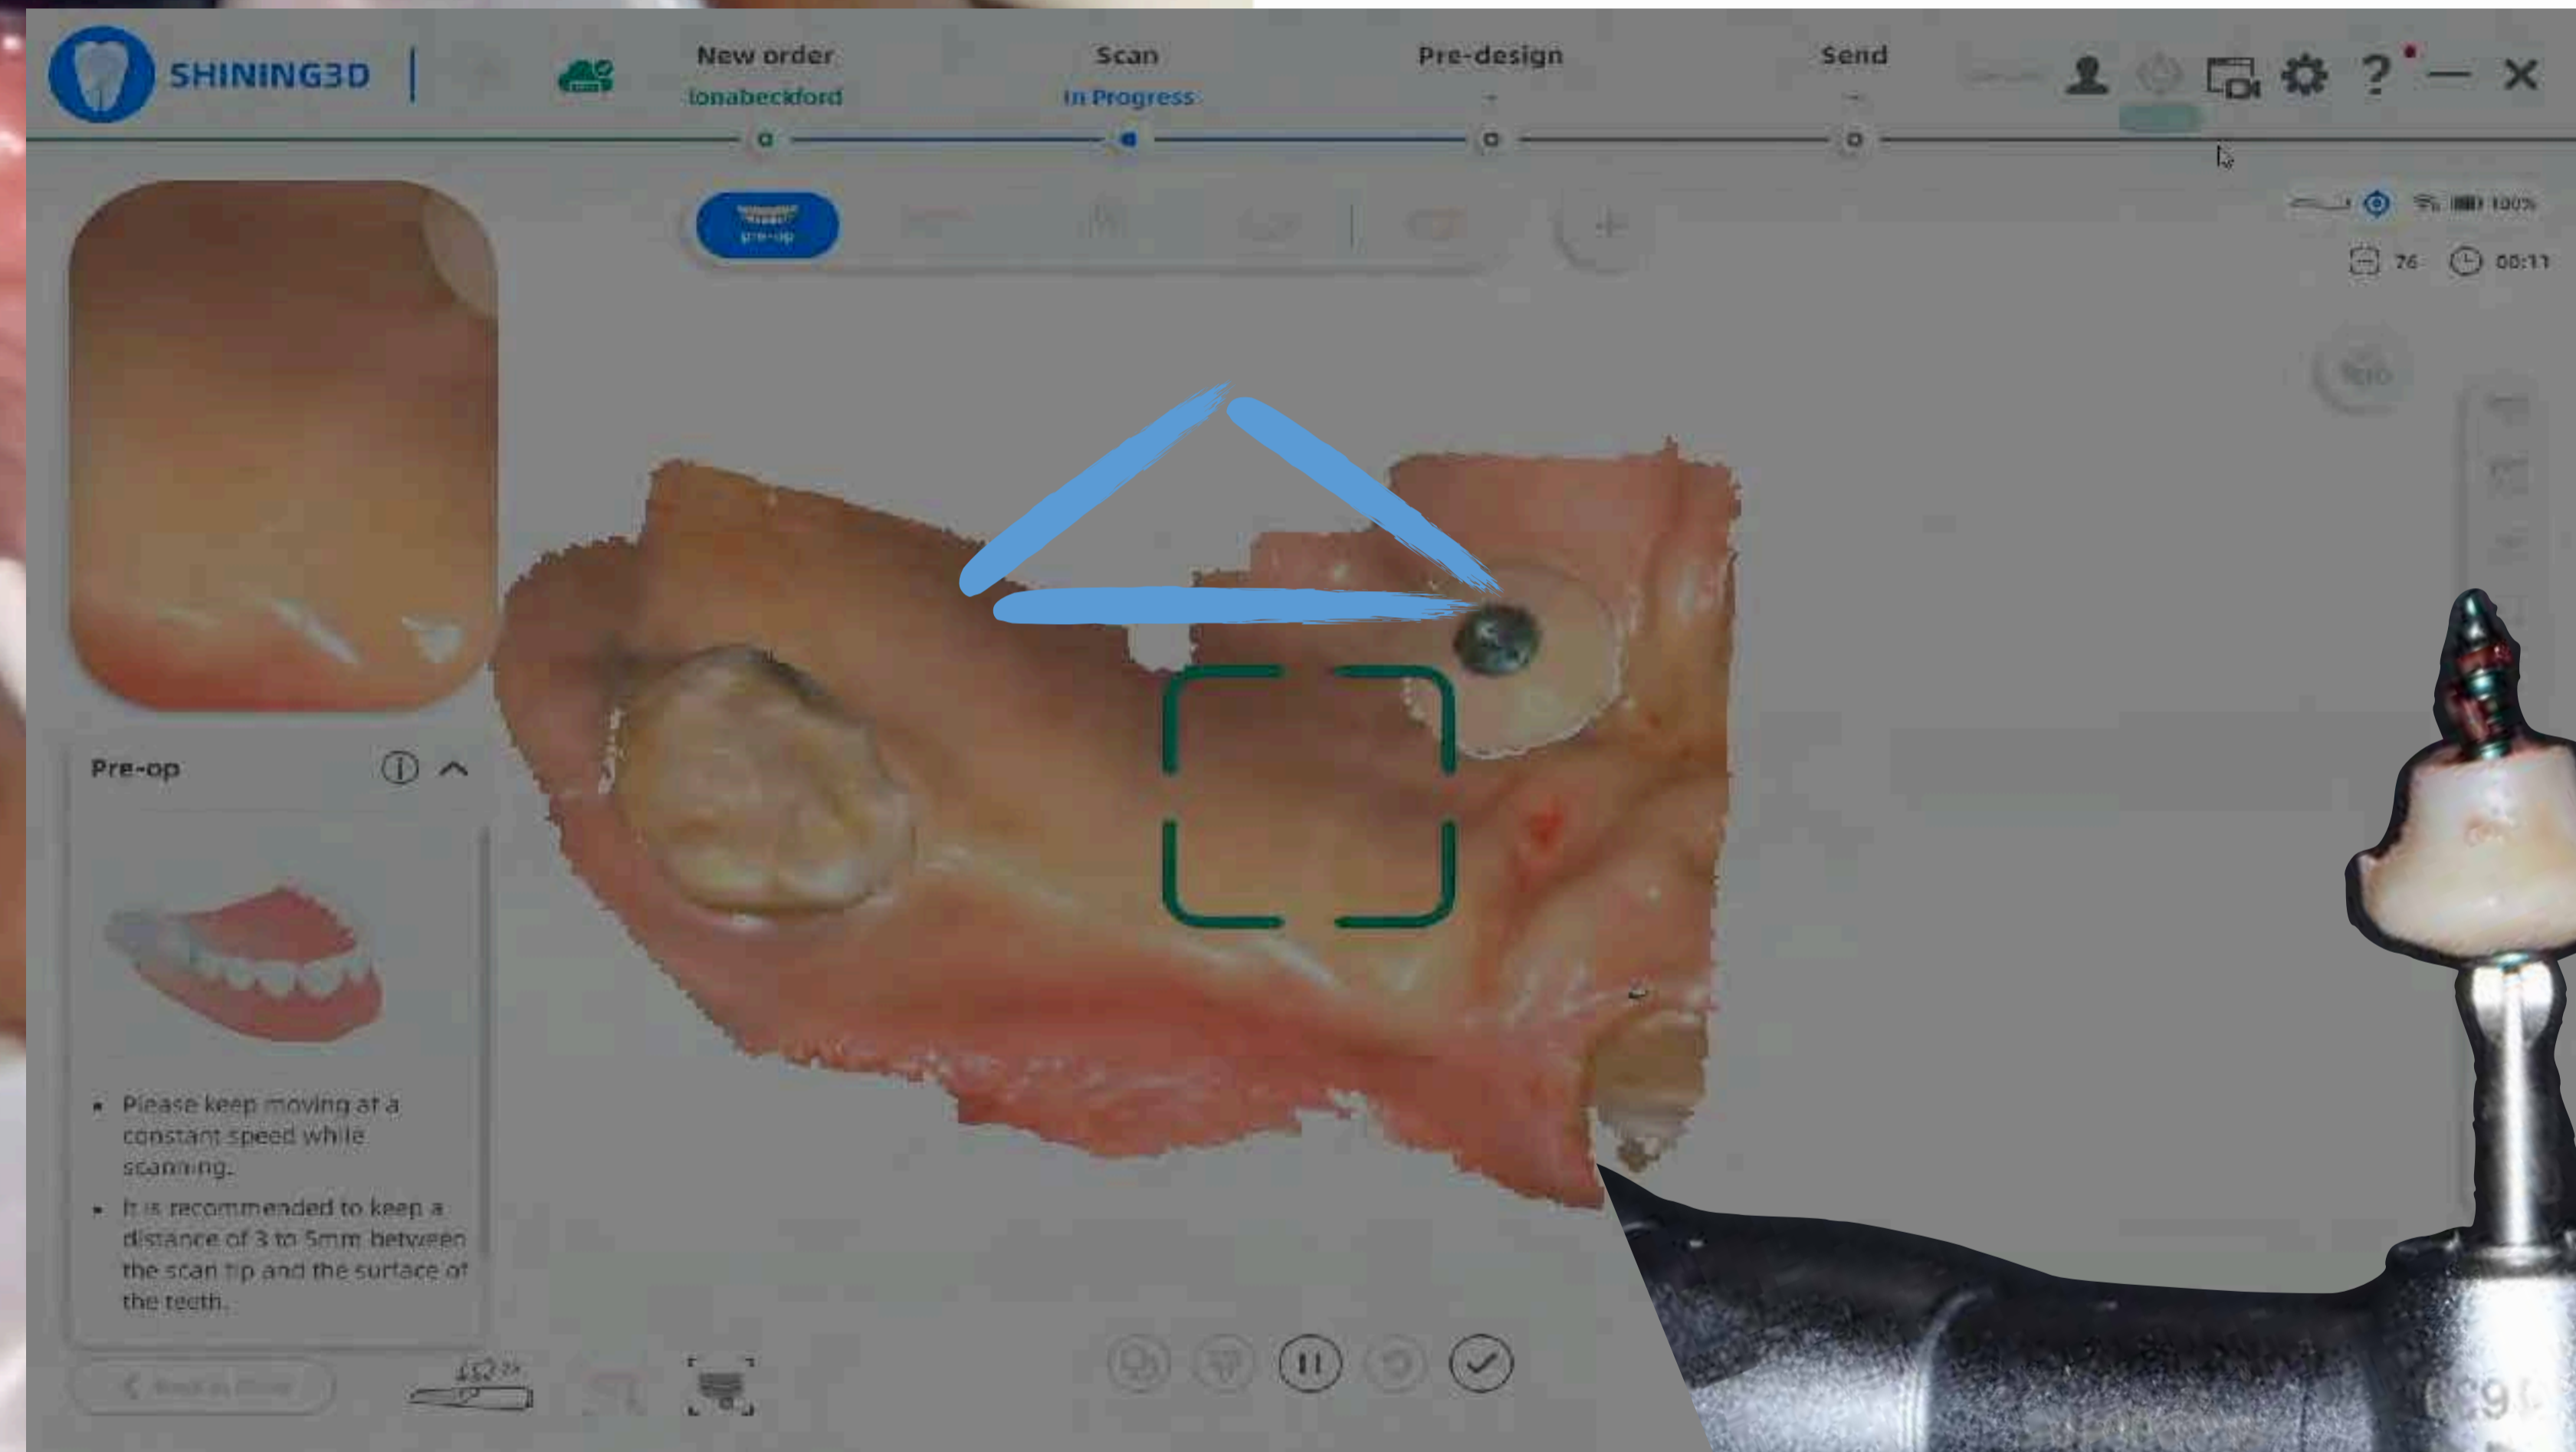 SHINING3D
New order
lonabeckford
Scan
In Progress
Pre-design
-
Send
-
pre-op
100%
76
00:11
Pre-op
• Please keep moving at a
constant speed while
scanning.
• It is recommended to keep a
distance of 3 to 5mm between
the scan tip and the surface of
the teeth.